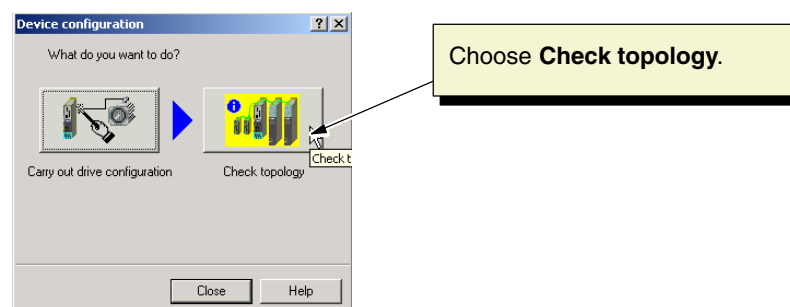 Device configuration
What do you want to do?
Choose Check topology.
Check t
Carry out drive configuration
Check topology
Close
Help